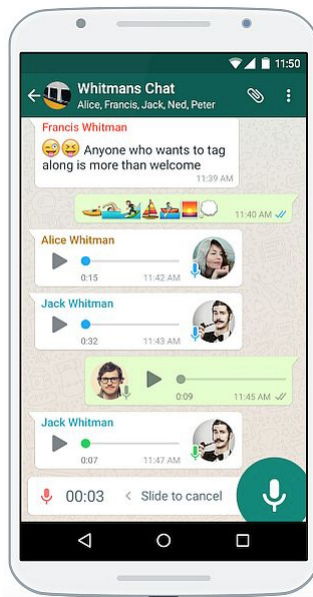 11:50
Whitmans Chat
Alice, Francis, Jack, Ned, Peter
Francis Whitman
Anyone who wants to tag
along is more than welcome
11:39 AM
11:40 AM
Alice Whitman
0:15 11:42 AM
Jack Whitman
0:32 11:43 AM
0:09 11:45 AM
Jack Whitman
0:07 11:47 AM
00:03 < Slide to cancel